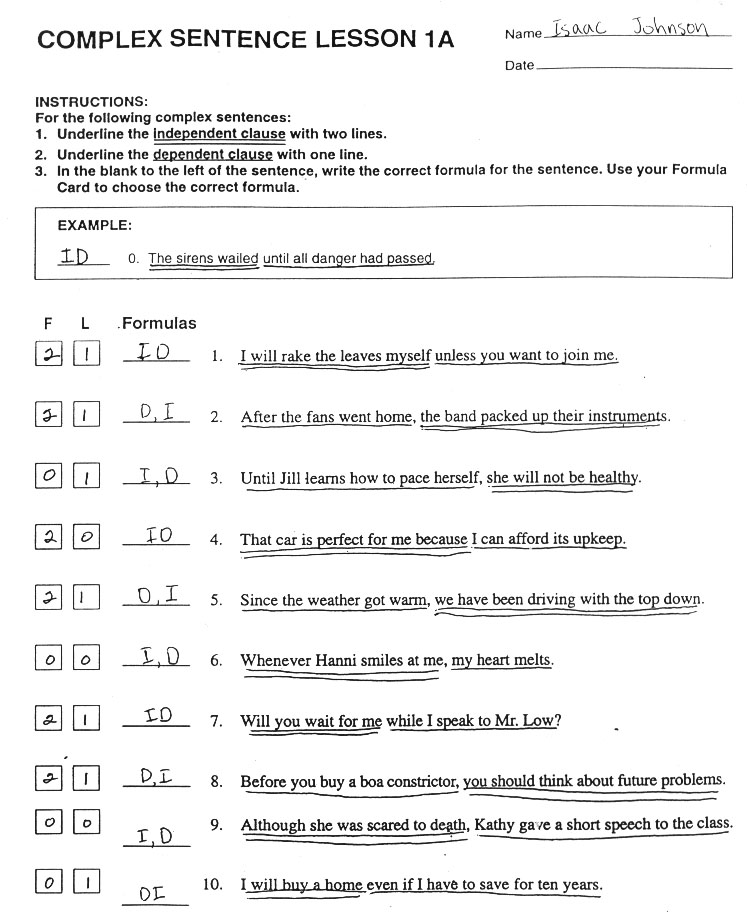 COMPLEX SENTENCE LESSON 1A
Name Isaac Johnson
Date
INSTRUCTIONS:
For the following complex sentences:
1. Underline the independent clause with two lines.
2. Underline the dependent clause with one line.
3. In the blank to the left of the sentence, write the correct formula for the sentence. Use your Formula
Card to choose the correct formula.
EXAMPLE:
ID 0. The sirens wailed until all danger had passed.
F L Formulas
2 1 ID 1. I will rake the leaves myself unless you want to join me.
2 1 D, I 2. After the fans went home, the band packed up their instruments.
0 1 I, D 3. Until Jill learns how to pace herself, she will not be healthy.
2 0 ID 4. That car is perfect for me because I can afford its upkeep.
2 1 D, I 5. Since the weather got warm, we have been driving with the top down.
0 0 I, D 6. Whenever Hanni smiles at me, my heart melts.
2 1 ID 7. Will you wait for me while I speak to Mr. Low?
2 1 D, I 8. Before you buy a boa constrictor, you should think about future problems.
0 0 I, D 9. Although she was scared to death, Kathy gave a short speech to the class.
0 1 DI 10. I will buy a home even if I have to save for ten years.